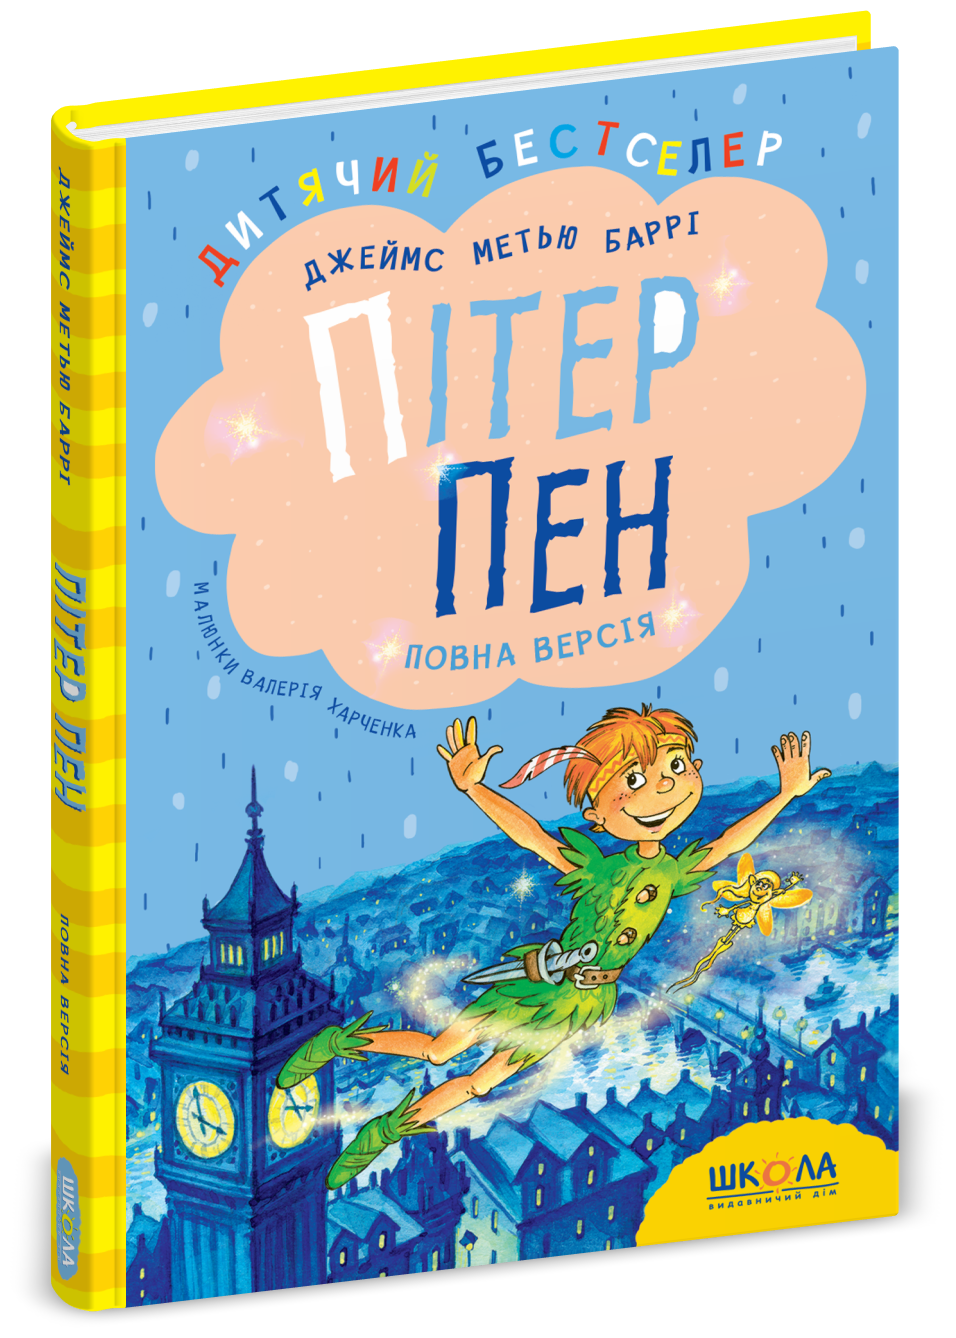 ДИТЯЧИЙ БЕСТСЕЛЕР
ДЖЕЙМС МЕТЬЮ БАРРІ
ПІТЕР
ПЕН
ПОВНА ВЕРСІЯ
МАЛЮНКИ ВАЛЕРІЯ ХАРЧЕНКА
ШКОЛА
видавничий дім
ДЖЕЙМС МЕТЬЮ БАРРІ
ПІТЕР ПЕН
ПОВНА ВЕРСІЯ
ШКОЛА